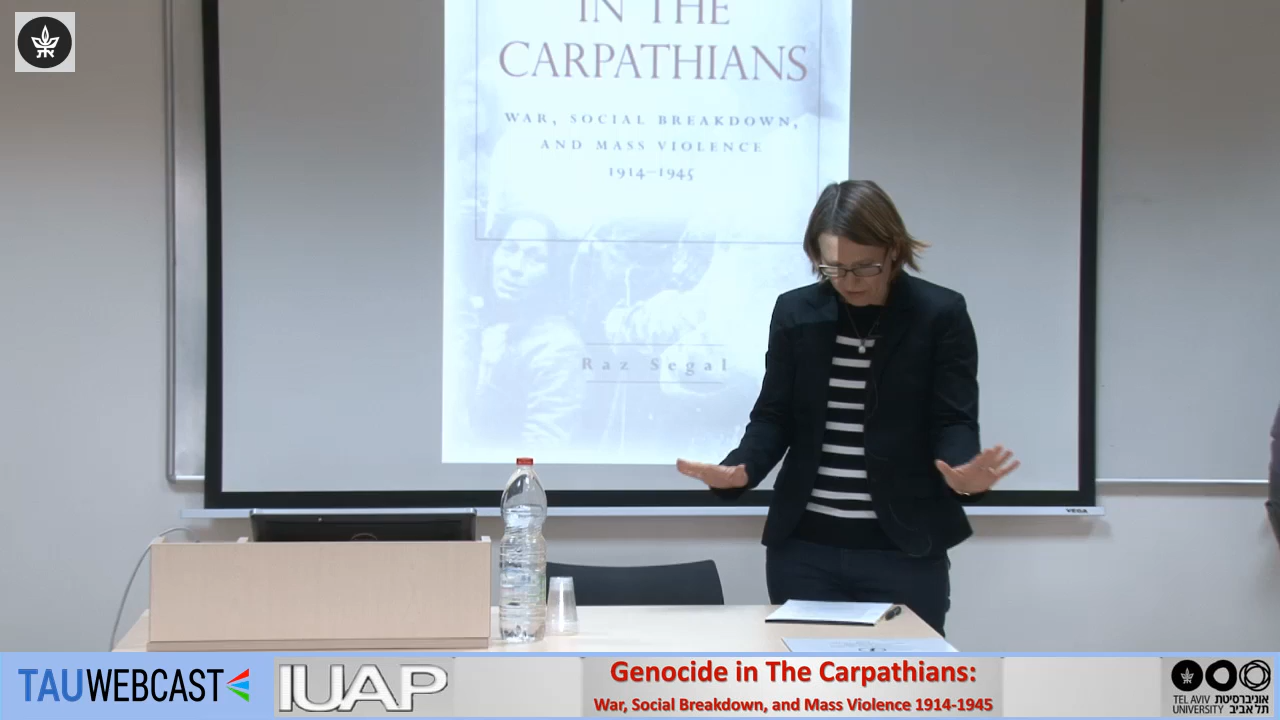 IN THE
CARPATHIANS
WAR, SOCIAL BREAKDOWN,
AND MASS VIOLENCE
1914–1945
Raz Segal
VEGA
TAUWEBCAST
IUAP
Genocide in The Carpathians:
War, Social Breakdown, and Mass Violence 1914-1945
TEL AVIV אוניברסיטת
UNIVERSITY תל אביב